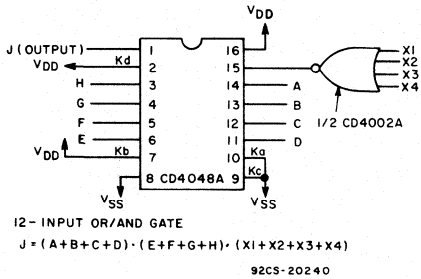 VDD
J (OUTPUT) 1 16 X1
VDD Kd 2 15 X2
X3
H 3 14 A X4
G 4 13 B
F 5 12 C 1/2 CD4002A
E 6 11 D
VDD Kb 7 10 Ka
8 CD4048A 9 Kc
VSS VSS
12-INPUT OR/AND GATE
J = (A+B+C+D)·(E+F+G+H)·(X1+X2+X3+X4)
92CS-20240